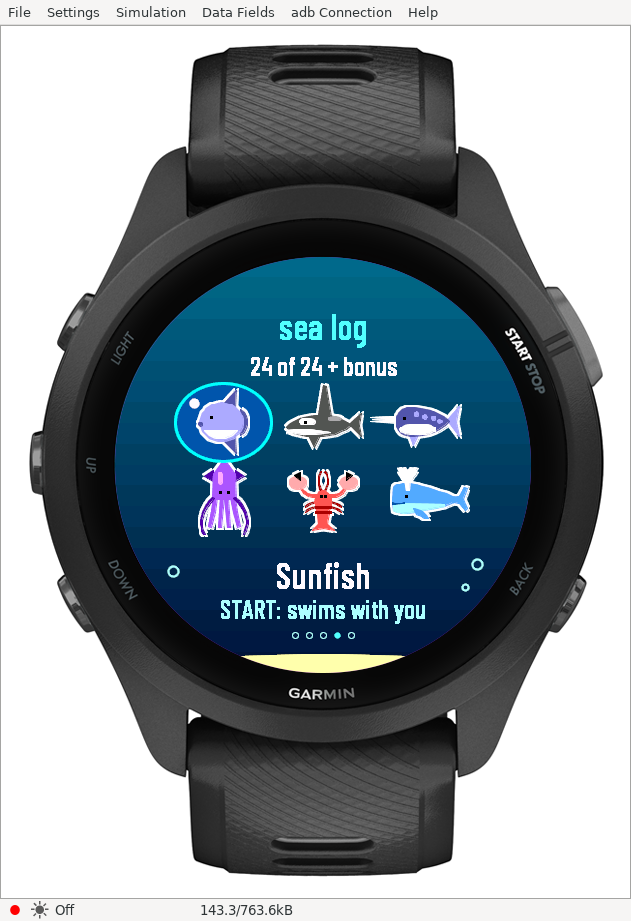 File Settings Simulation Data Fields adb Connection Help
LIGHT
START STOP
sea log
24 of 24 + bonus
UP
DOWN
BACK
Sunfish
START: swims with you
GARMIN
Off 143.3/763.6kB